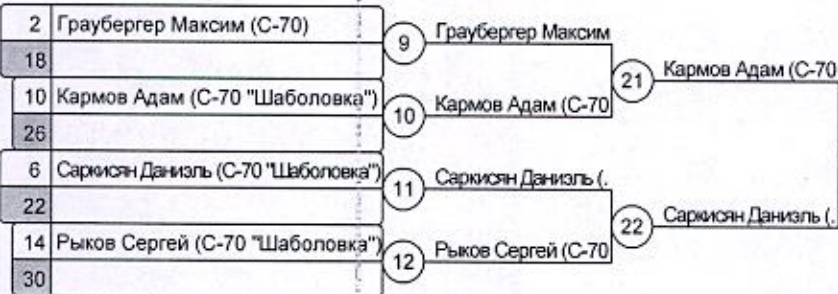 2 Граубергер Максим (С-70)
18
9
Граубергер Максим
10 Кармов Адам (С-70 "Шаболовка")
26
10
Кармов Адам (С-70
21
Кармов Адам (С-70
6 Саркисян Даниэль (С-70 "Шаболовка")
22
11
Саркисян Даниэль (.
14 Рыков Сергей (С-70 "Шаболовка")
30
12
Рыков Сергей (С-70
22
Саркисян Даниэль (.